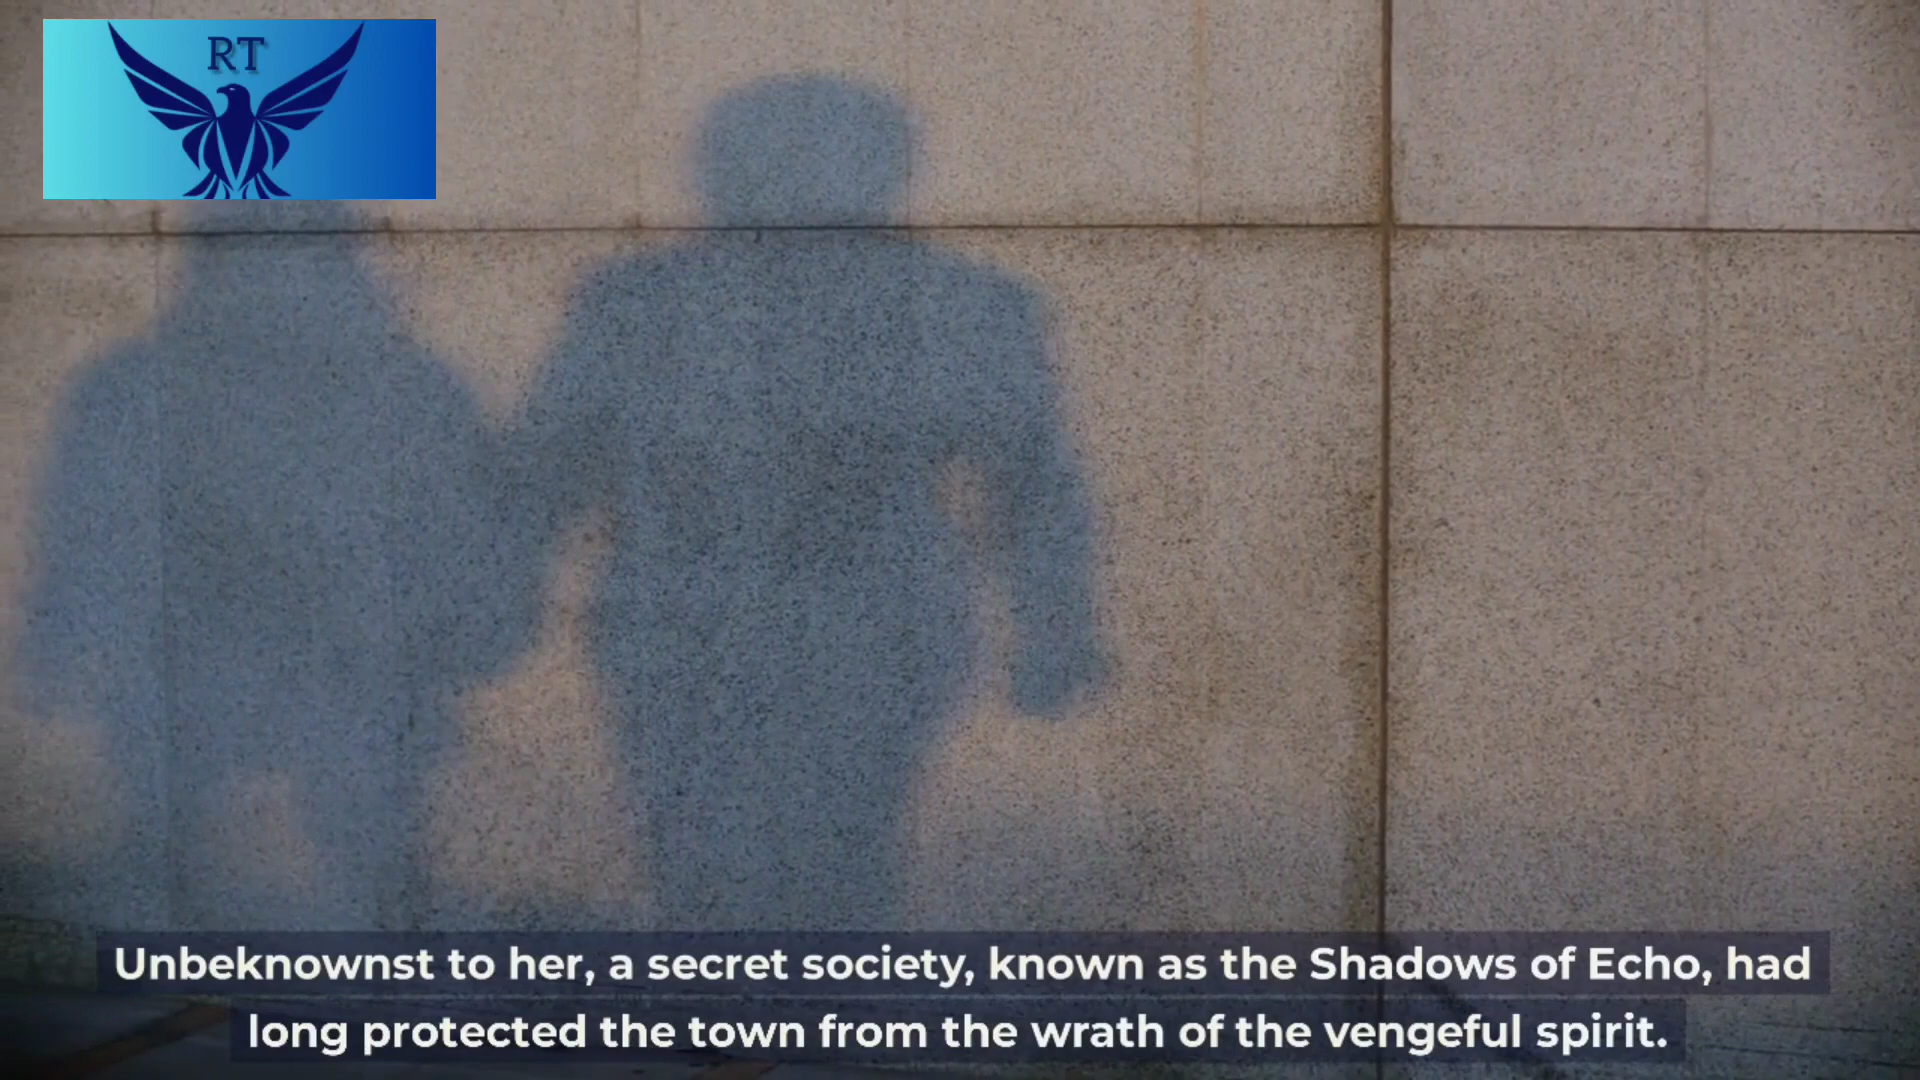 RT
Unbeknownst to her, a secret society, known as the Shadows of Echo, had
long protected the town from the wrath of the vengeful spirit.